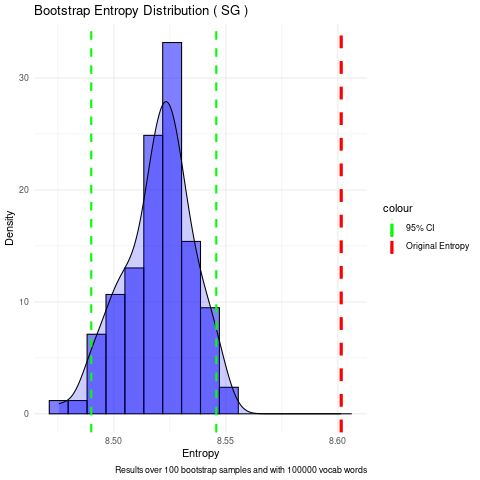 Bootstrap Entropy Distribution ( SG )
Density
30
20
10
0
8.50
8.55
8.60
Entropy
colour
95% CI
Original Entropy
Results over 100 bootstrap samples and with 100000 vocab words